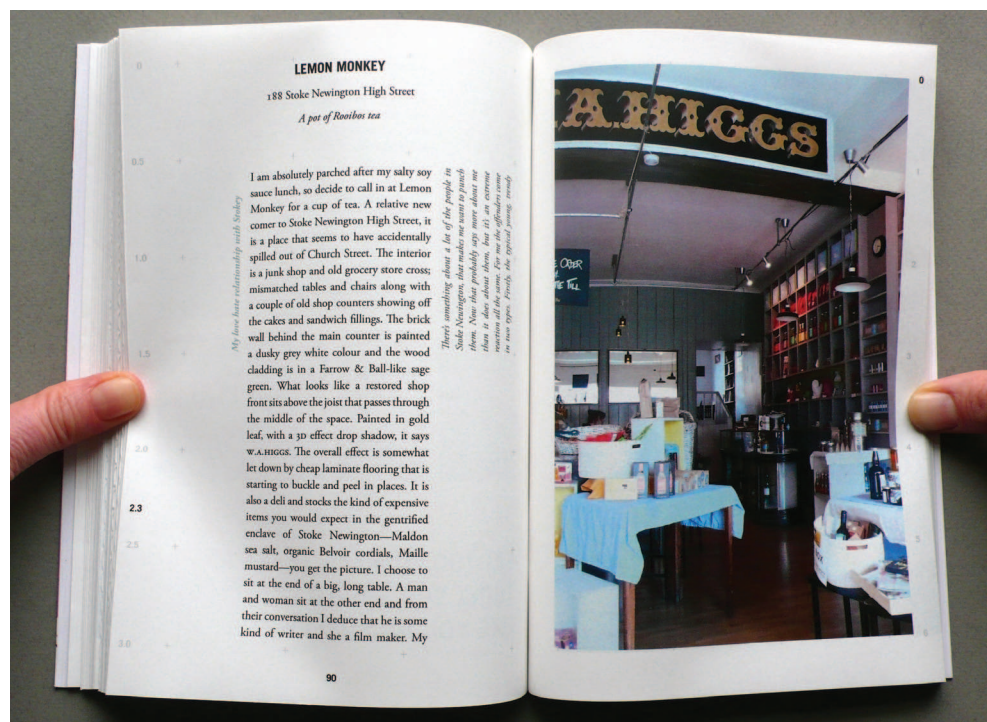 LEMON MONKEY
188 Stoke Newington High Street
A pot of Rooibos tea
I am absolutely parched after my salty soy
sauce lunch, so decide to call in at Lemon
Monkey for a cup of tea. A relative new
comer to Stoke Newington High Street, it
is a place that seems to have accidentally
spilled out of Church Street. The interior
is a junk shop and old grocery store cross;
mismatched tables and chairs along with
a couple of old shop counters showing off
the cakes and sandwich fillings. The brick
wall behind the main counter is painted
a dusky grey white colour and the wood
cladding is in a Farrow & Ball-like sage
green. What looks like a restored shop
front sits above the joist that passes through
the middle of the space. Painted in gold
leaf, with a 3D effect drop shadow, it says
W.A.HIGGS. The overall effect is somewhat
let down by cheap laminate flooring that is
starting to buckle and peel in places. It is
also a deli and stocks the kind of expensive
items you would expect in the gentrified
enclave of Stoke Newington—Maldon
sea salt, organic Belvoir cordials, Maille
mustard—you get the picture. I choose to
sit at the end of a big, long table. A man
and woman sit at the other end and from
their conversation I deduce that he is some
kind of writer and she a film maker. My
My love hate relationship with Stokey
There's something about a lot of the people in
Stoke Newington, that makes me want to punch
them. Now that probably says more about me
than it does about them, but it's an extreme
reaction all the same. For me the offenders come
in two types. Firstly, the typical young, trendy
0
0.5
1.0
1.5
2.0
2.3
2.5
3.0
90
.A.HIGGS
ORDER
TILL
0
1
2
3
4
5
6